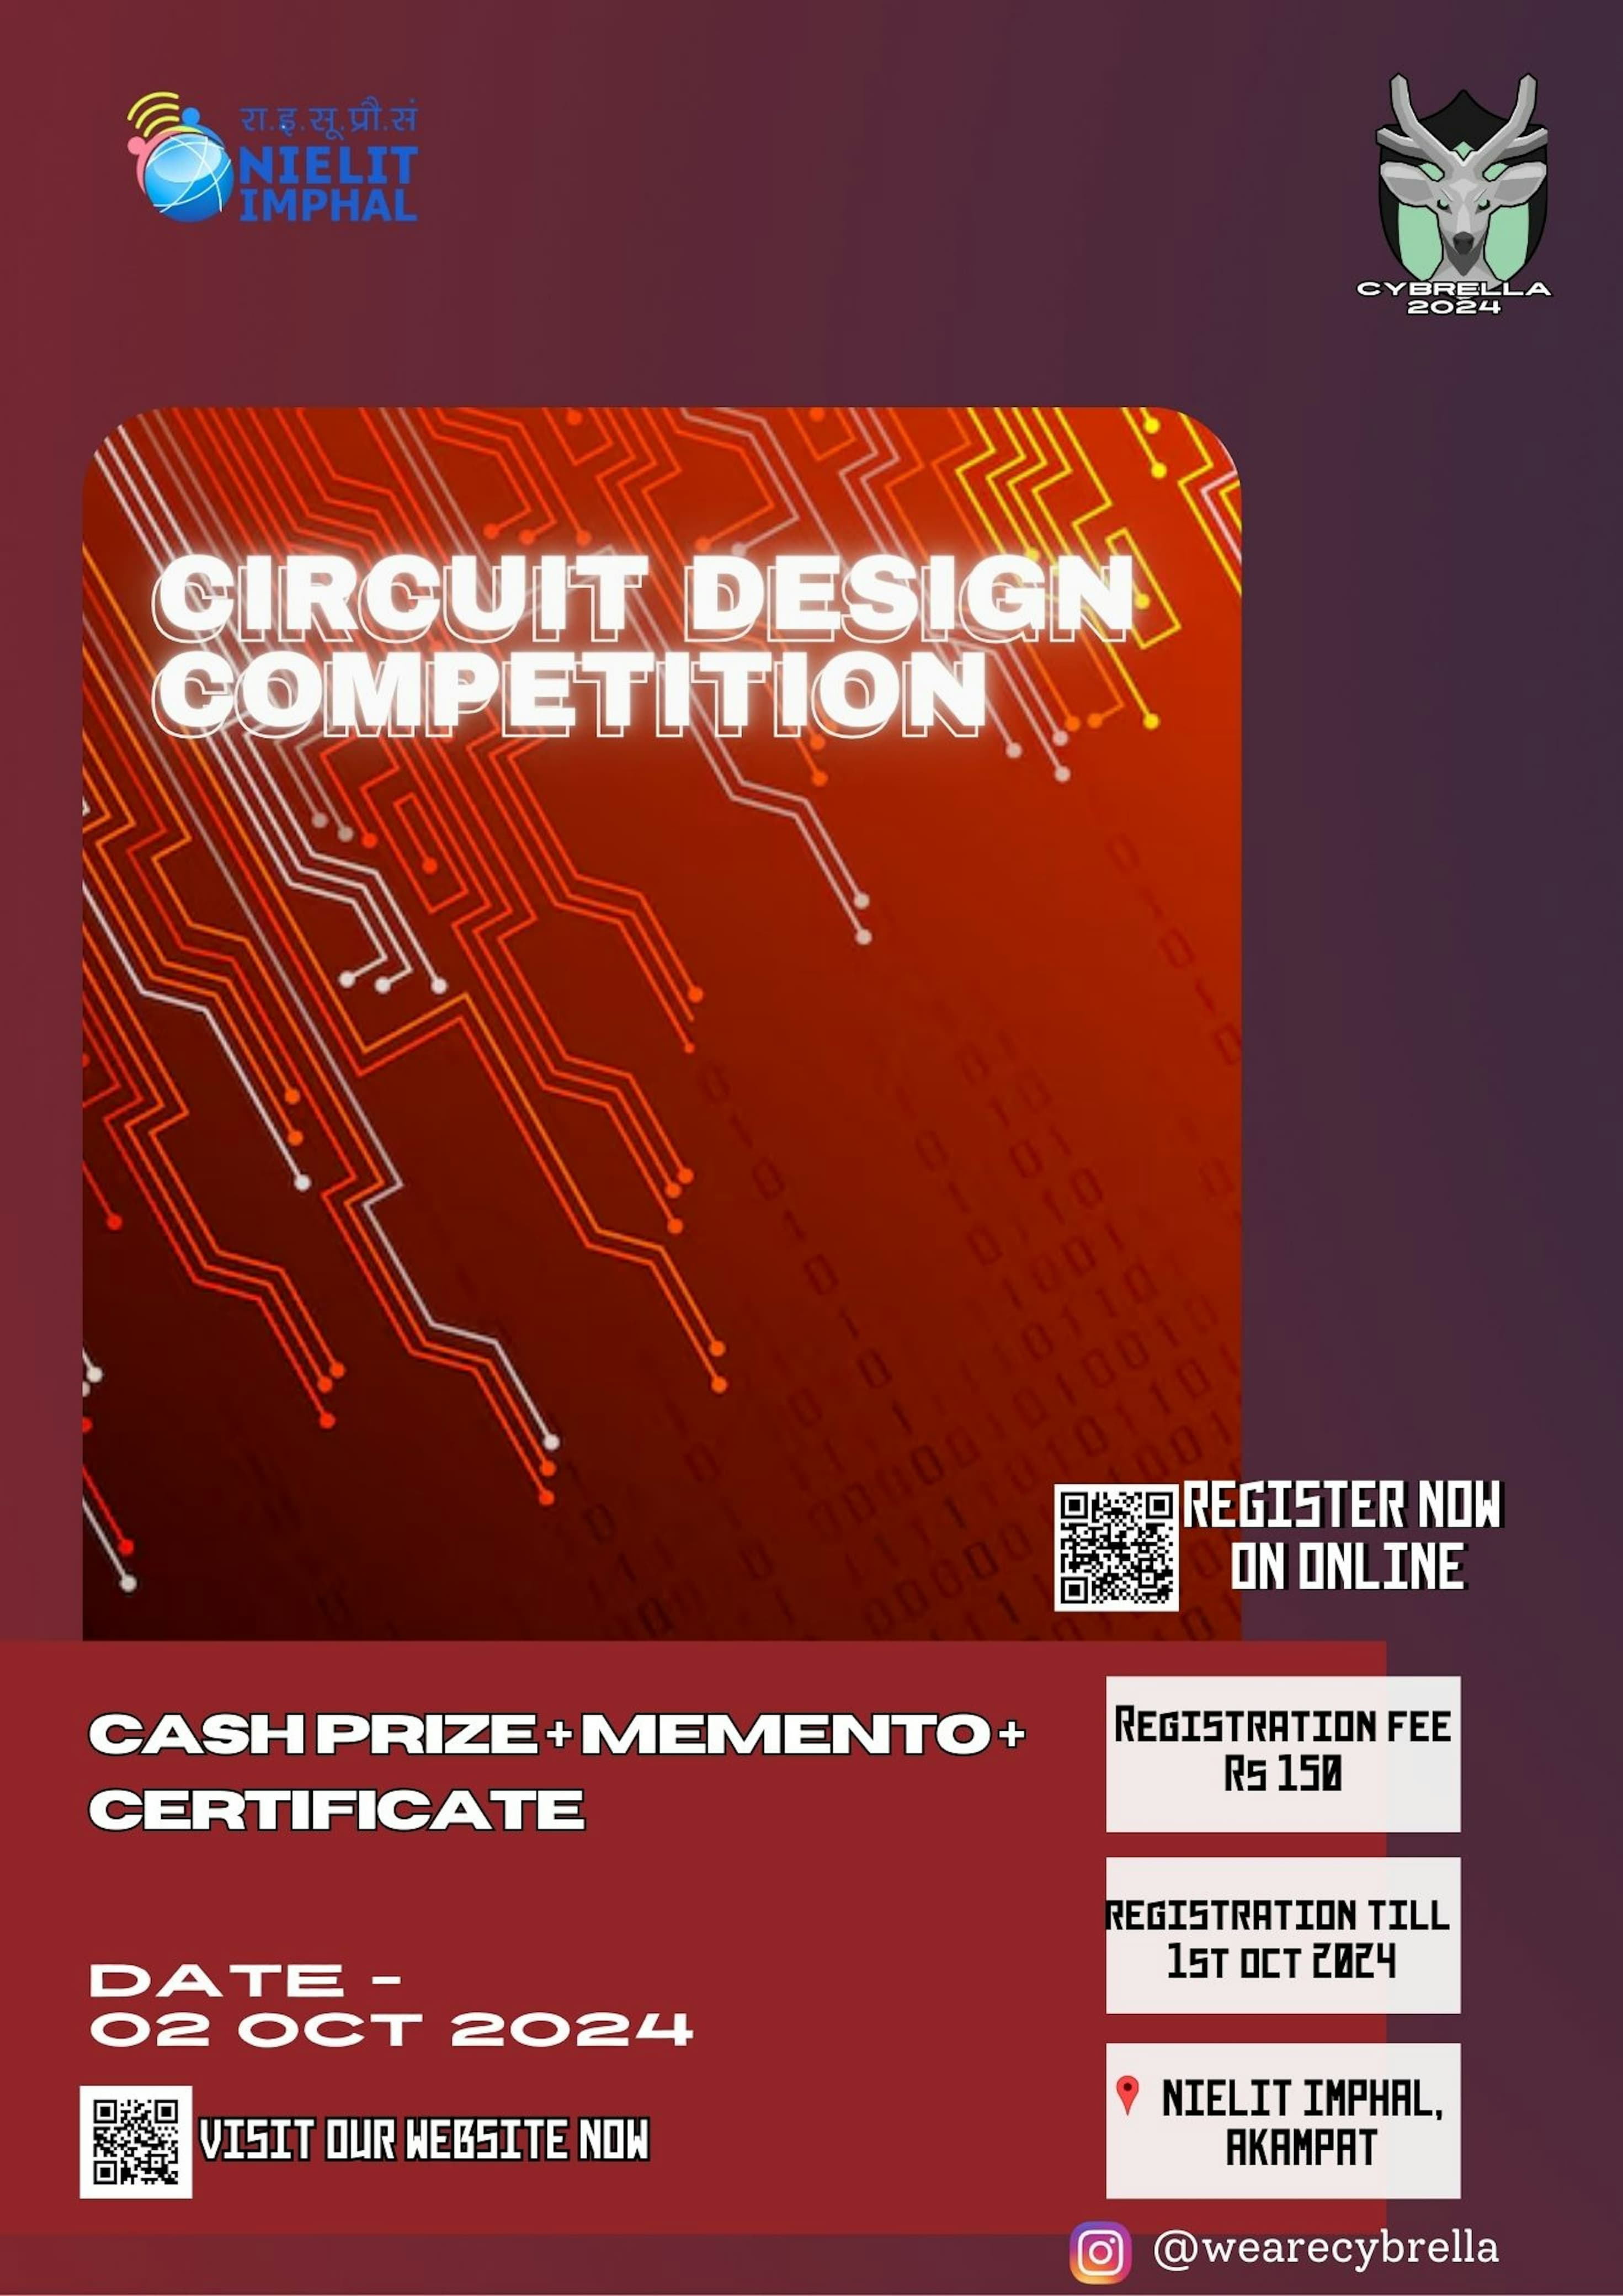 रा.इ.सू.प्रौ.सं
NIELIT
IMPHAL
CYBRELLA
2024
CIRCUIT DESIGN
COMPETITION
REGISTER NOW
ON ONLINE
CASH PRIZE + MEMENTO +
CERTIFICATE
REGISTRATION FEE
RS 150
REGISTRATION TILL
1ST OCT 2024
DATE -
02 OCT 2024
VISIT OUR WEBSITE NOW
NIELIT IMPHAL,
AKAMPAT
@wearecybrella